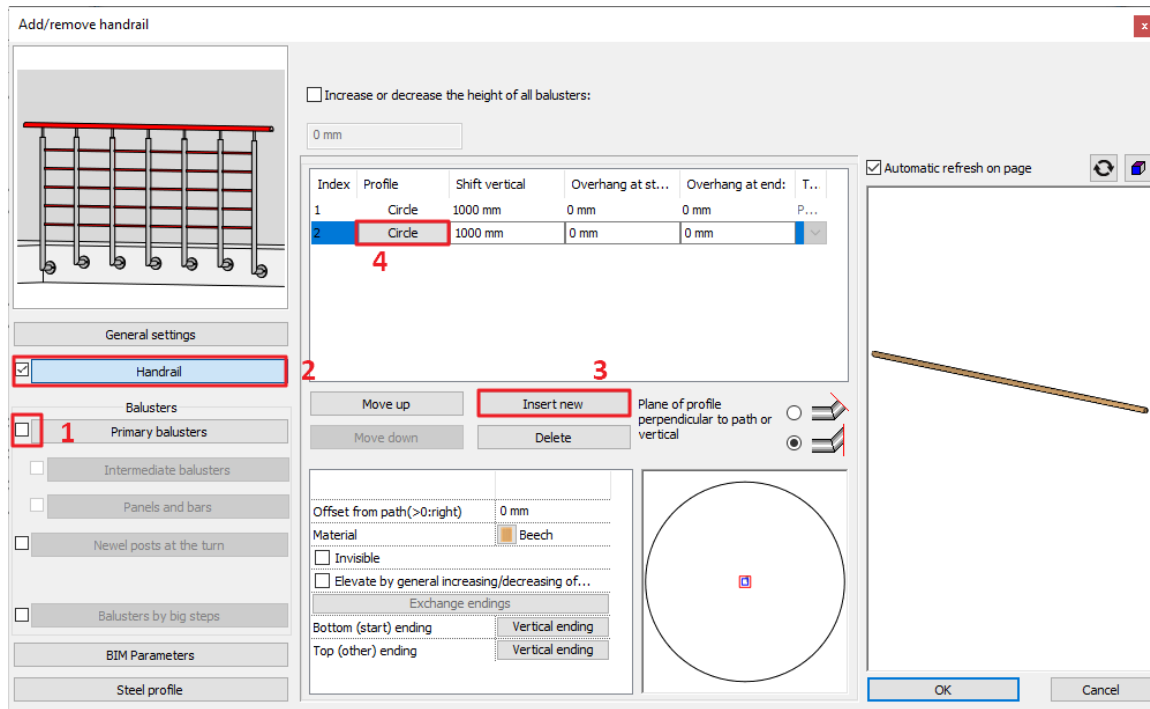 Add/remove handrail
x
Increase or decrease the height of all balusters:
0 mm
Automatic refresh on page
Index Profile Shift vertical Overhang at st... Overhang at end: T...
1 Circle 1000 mm 0 mm 0 mm P...
2 Circle 1000 mm 0 mm 0 mm
4
General settings
Handrail 2
Balusters
1 Primary balusters
Intermediate balusters
Panels and bars
Newel posts at the turn
Balusters by big steps
BIM Parameters
Steel profile
3
Move up Insert new
Move down Delete
Plane of profile
perpendicular to path or
vertical
Offset from path(>0:right) 0 mm
Material Beech
Invisible
Elevate by general increasing/decreasing of...
Exchange endings
Bottom (start) ending Vertical ending
Top (other) ending Vertical ending
OK Cancel